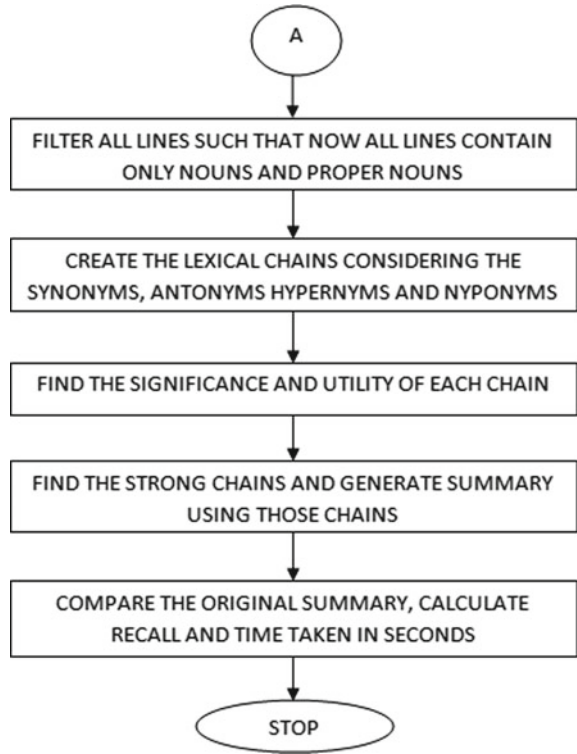 A
FILTER ALL LINES SUCH THAT NOW ALL LINES CONTAIN
ONLY NOUNS AND PROPER NOUNS
CREATE THE LEXICAL CHAINS CONSIDERING THE
SYNONYMS, ANTONYMS HYPERNYMS AND NYPONYMS
FIND THE SIGNIFICANCE AND UTILITY OF EACH CHAIN
FIND THE STRONG CHAINS AND GENERATE SUMMARY
USING THOSE CHAINS
COMPARE THE ORIGINAL SUMMARY, CALCULATE
RECALL AND TIME TAKEN IN SECONDS
STOP